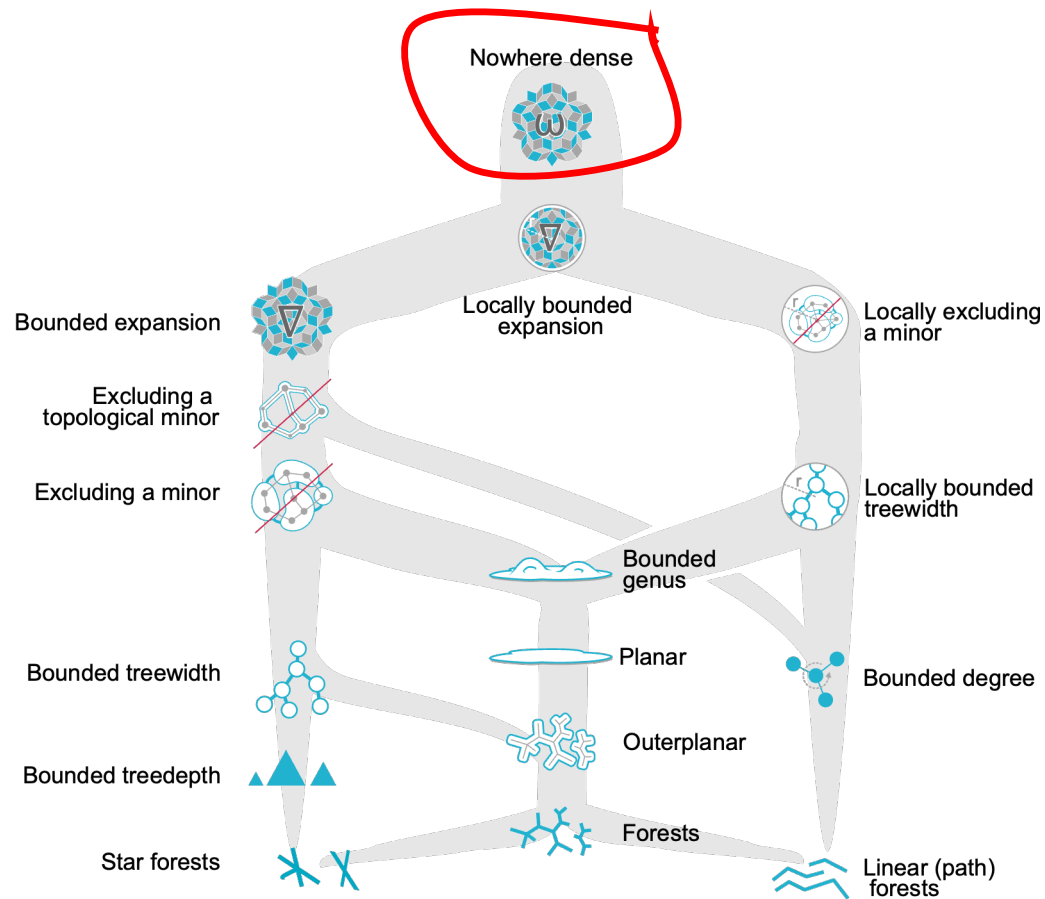 Nowhere dense
ω
∇
Locally bounded
expansion
Bounded expansion
∇
r
Locally excluding
a minor
Excluding a
topological minor
Excluding a minor
r
Locally bounded
treewidth
Bounded
genus
Bounded treewidth
Planar
Bounded degree
Outerplanar
Bounded treedepth
Forests
Star forests
Linear (path)
forests